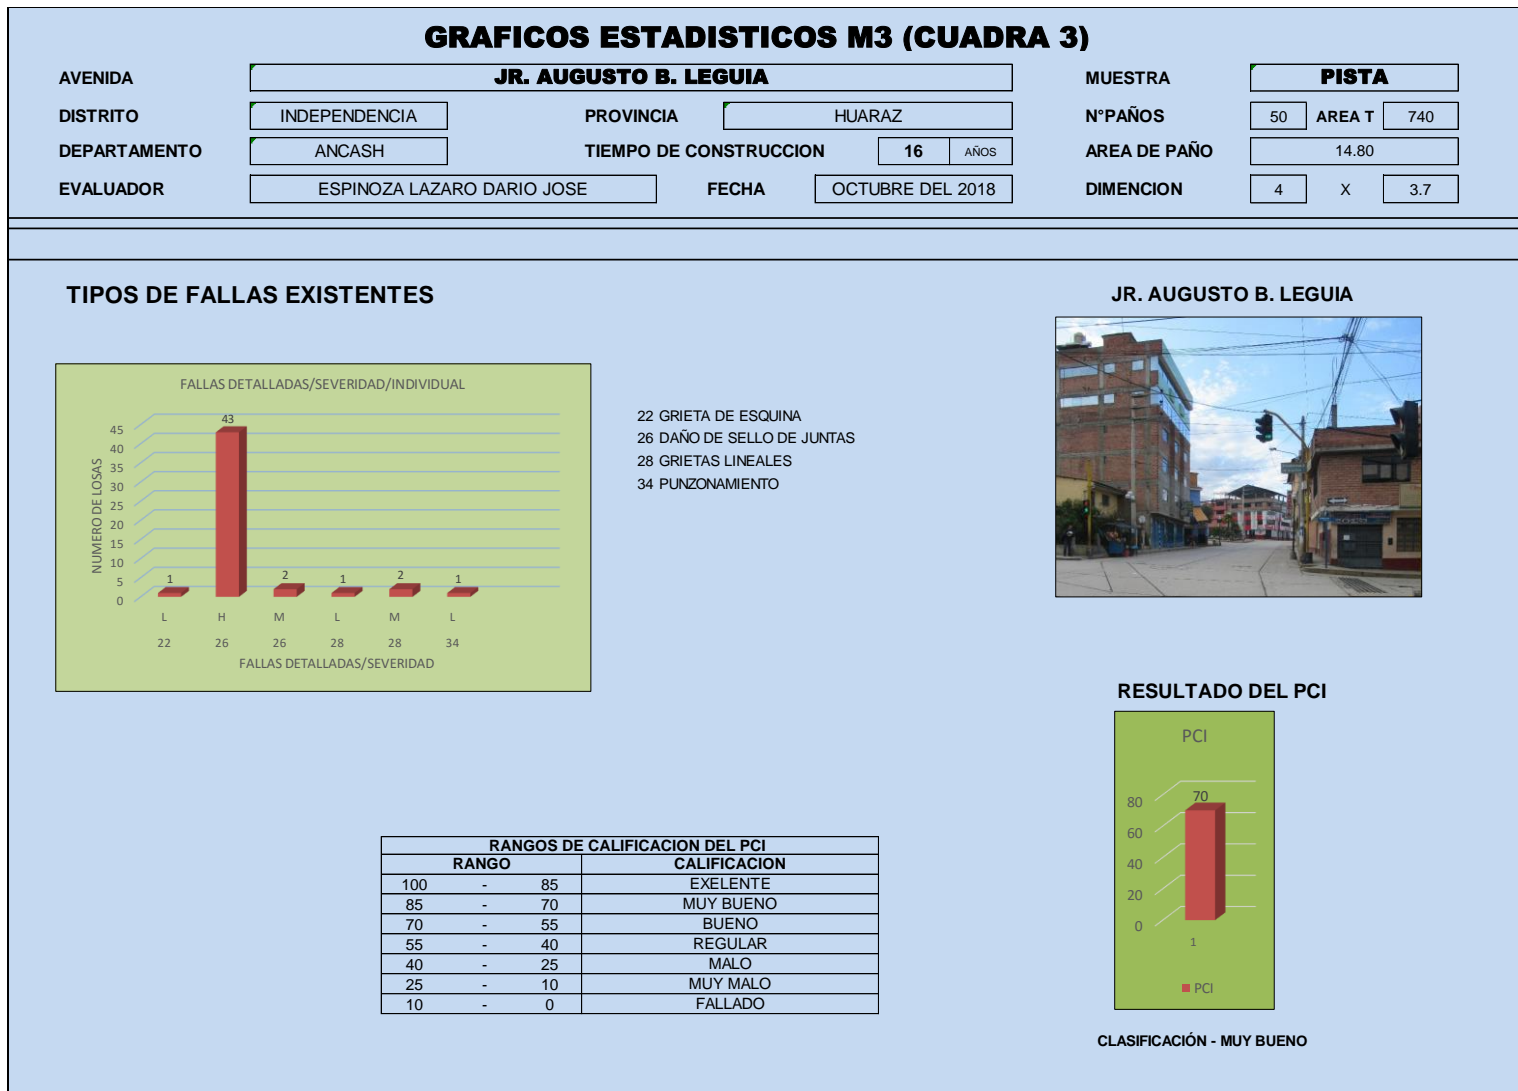 GRAFICOS ESTADISTICOS M3 (CUADRA 3)
AVENIDA JR. AUGUSTO B. LEGUIA MUESTRA PISTA
DISTRITO INDEPENDENCIA PROVINCIA HUARAZ N°PAÑOS 50 AREA T 740
DEPARTAMENTO ANCASH TIEMPO DE CONSTRUCCION 16 AÑOS AREA DE PAÑO 14.80
EVALUADOR ESPINOZA LAZARO DARIO JOSE FECHA OCTUBRE DEL 2018 DIMENCION 4 X 3.7
TIPOS DE FALLAS EXISTENTES
FALLAS DETALLADAS/SEVERIDAD/INDIVIDUAL
NUMERO DE LOSAS
45
40
35
30
25
20
15
10
5
0
1 43 2 1 2 1
L H M L M L
22 26 26 28 28 34
FALLAS DETALLADAS/SEVERIDAD
22 GRIETA DE ESQUINA
26 DAÑO DE SELLO DE JUNTAS
28 GRIETAS LINEALES
34 PUNZONAMIENTO
JR. AUGUSTO B. LEGUIA
RESULTADO DEL PCI
PCI
80
60
40
20
0
70
1
PCI
CLASIFICACIÓN - MUY BUENO
RANGOS DE CALIFICACION DEL PCI
RANGO CALIFICACION
100 - 85 EXELENTE
85 - 70 MUY BUENO
70 - 55 BUENO
55 - 40 REGULAR
40 - 25 MALO
25 - 10 MUY MALO
10 - 0 FALLADO